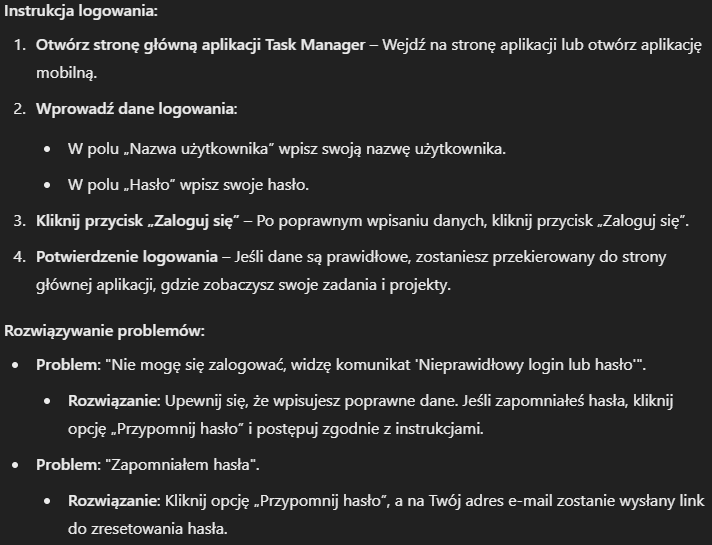 Instrukcja logowania:
1. Otwórz stronę główną aplikacji Task Manager – Wejdź na stronę aplikacji lub otwórz aplikację
mobilną.
2. Wprowadź dane logowania:
• W polu „Nazwa użytkownika” wpisz swoją nazwę użytkownika.
• W polu „Hasło” wpisz swoje hasło.
3. Kliknij przycisk „Zaloguj się” – Po poprawnym wpisaniu danych, kliknij przycisk „Zaloguj się”.
4. Potwierdzenie logowania – Jeśli dane są prawidłowe, zostaniesz przekierowany do strony
głównej aplikacji, gdzie zobaczysz swoje zadania i projekty.
Rozwiązywanie problemów:
• Problem: "Nie mogę się zalogować, widzę komunikat 'Nieprawidłowy login lub hasło'".
• Rozwiązanie: Upewnij się, że wpisujesz poprawne dane. Jeśli zapomniałeś hasła, kliknij
opcję „Przypomnij hasło” i postępuj zgodnie z instrukcjami.
• Problem: "Zapomniałem hasła".
• Rozwiązanie: Kliknij opcję „Przypomnij hasło”, a na Twój adres e-mail zostanie wysłany link
do zresetowania hasła.